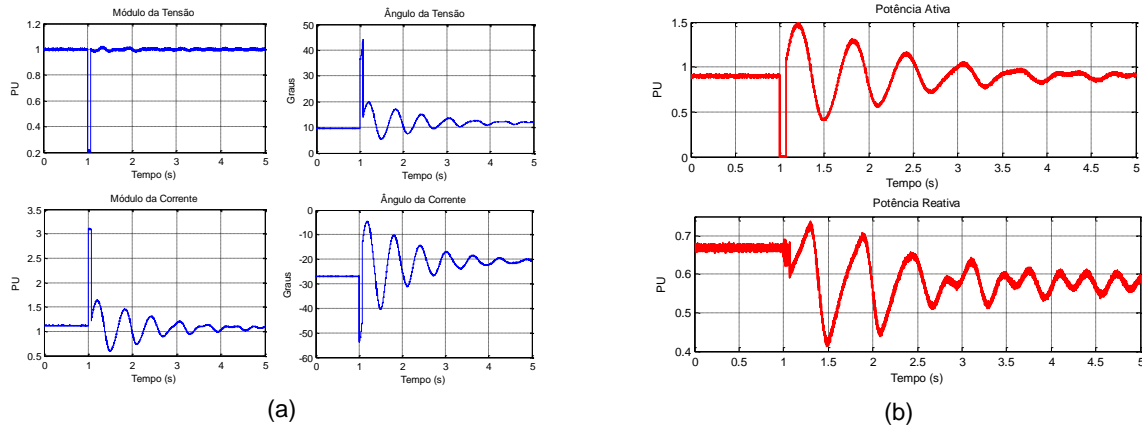 Módulo da Tensão
1.2
1
0.8
0.6
0.4
0.2
PU
0 1 2 3 4 5
Tempo (s)
Ângulo da Tensão
50
40
30
20
10
0
Graus
0 1 2 3 4 5
Tempo (s)
Módulo da Corrente
3.5
3
2.5
2
1.5
1
0.5
PU
0 1 2 3 4 5
Tempo (s)
Ângulo da Corrente
0
-10
-20
-30
-40
-50
-60
Graus
0 1 2 3 4 5
Tempo (s)
(a)
Potência Ativa
1.5
1
0.5
0
PU
0 0.5 1 1.5 2 2.5 3 3.5 4 4.5 5
Tempo (s)
Potência Reativa
0.7
0.6
0.5
0.4
PU
0 0.5 1 1.5 2 2.5 3 3.5 4 4.5 5
Tempo (s)
(b)